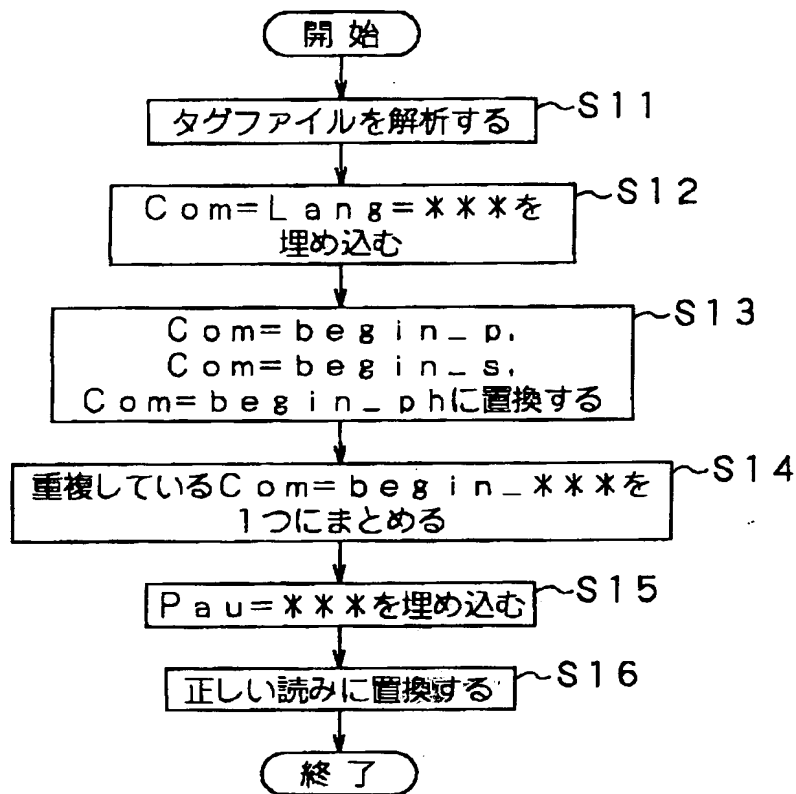 開始
タグファイルを解析する
S11
Com=Lang=***を
埋め込む
S12
Com=begin_p,
Com=begin_s,
Com=begin_phに置換する
S13
重複しているCom=begin_***を
1つにまとめる
S14
Pau=***を埋め込む
S15
正しい読みに置換する
S16
終了